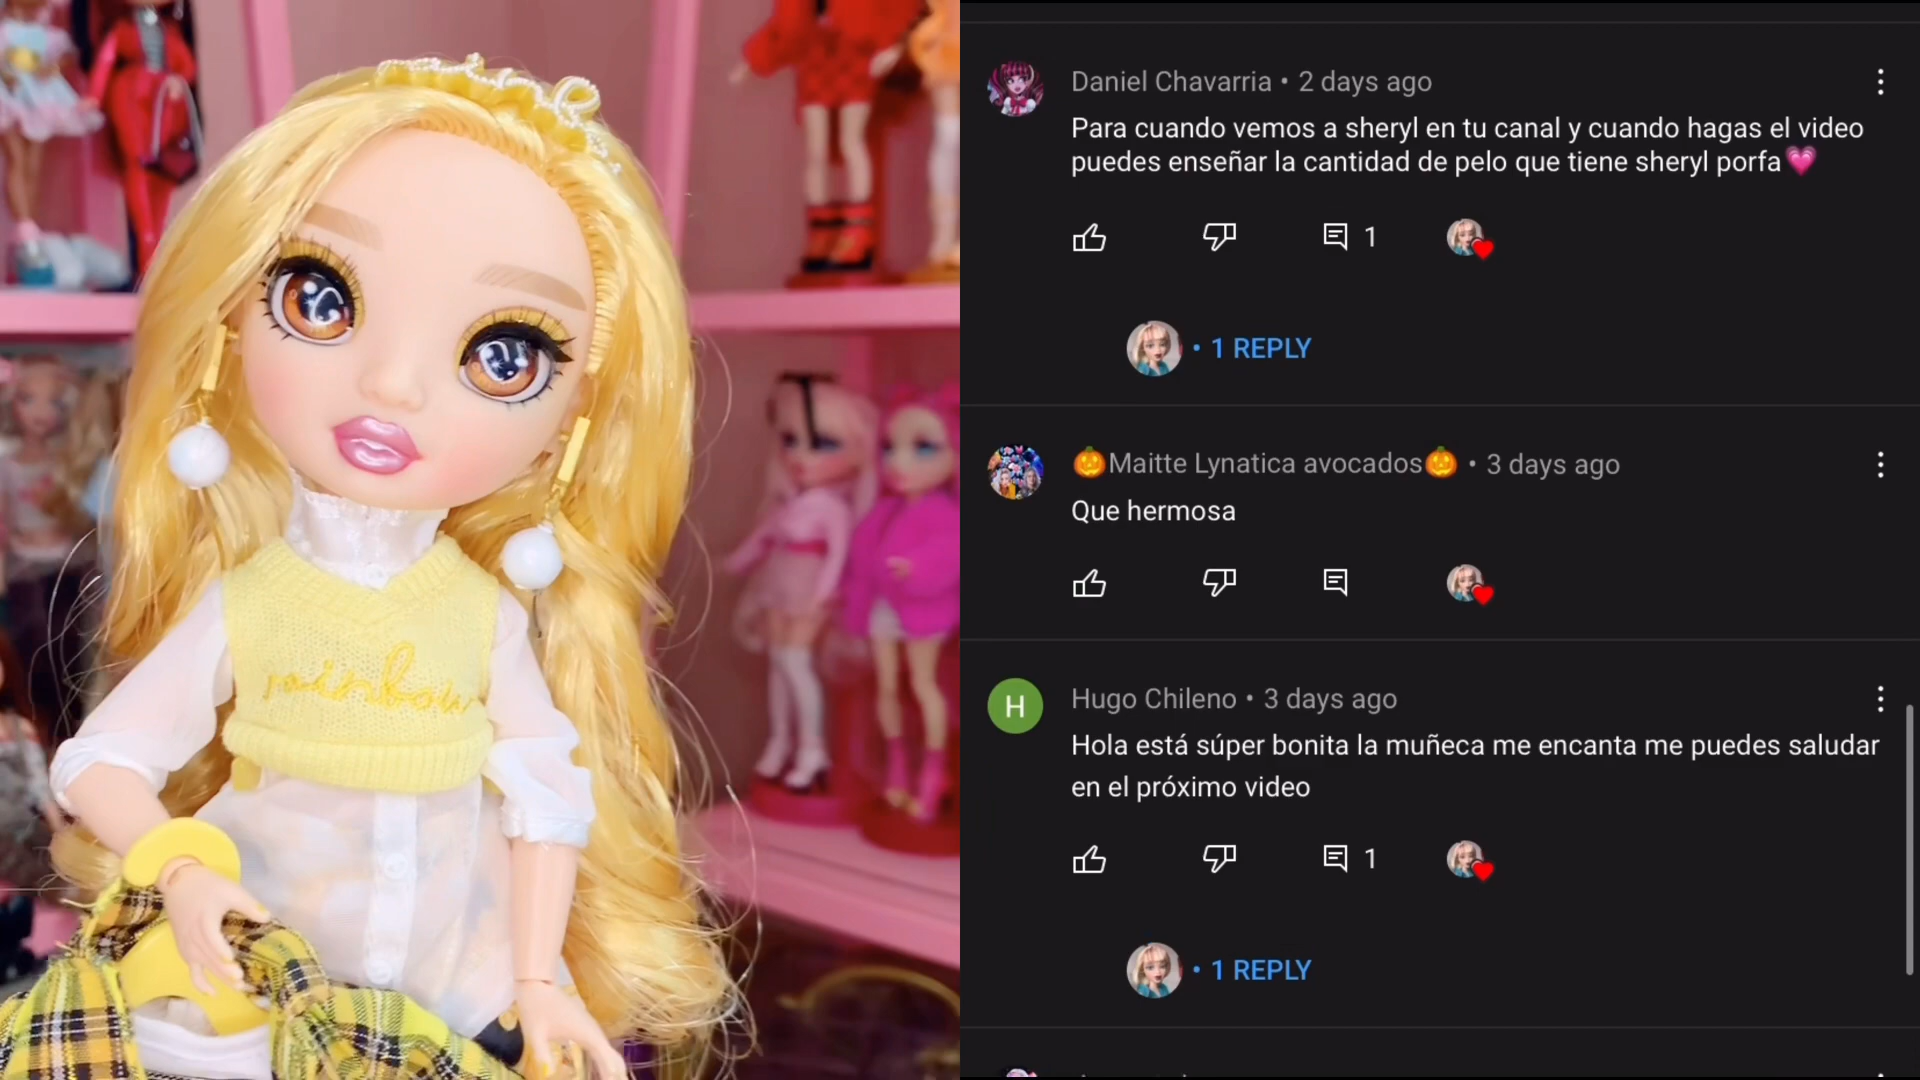 rainbow
Daniel Chavarria • 2 days ago
Para cuando vemos a sheryl en tu canal y cuando hagas el video
puedes enseñar la cantidad de pelo que tiene sheryl porfa💗
1
• 1 REPLY
🎃Maitte Lynatica avocados🎃 • 3 days ago
Que hermosa
H
Hugo Chileno • 3 days ago
Hola está súper bonita la muñeca me encanta me puedes saludar
en el próximo video
1
• 1 REPLY